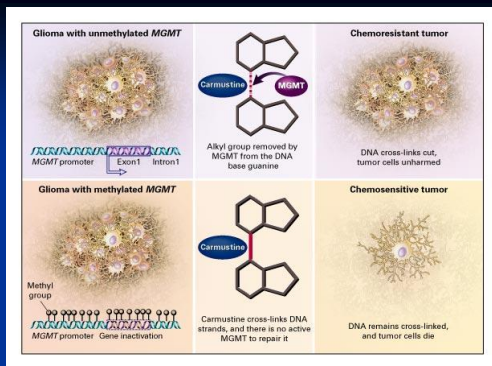 Glioma with unmethylated MGMT
MGMT promoter
Exon1
Intron1
Carmustine
MGMT
Alkyl group removed by
MGMT from the DNA
base guanine
Chemoresistant tumor
DNA cross-links cut,
tumor cells unharmed
Glioma with methylated MGMT
Methyl
group
MGMT promoter
Gene inactivation
Carmustine
Carmustine cross-links DNA
strands, and there is no active
MGMT to repair it
Chemosensitive tumor
DNA remains cross-linked,
and tumor cells die